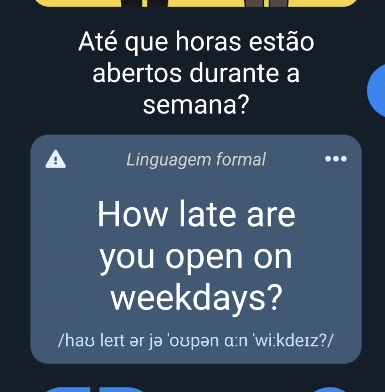 Até que horas estão
abertos durante a
semana?
Linguagem formal
How late are
you open on
weekdays?
/haʊ leɪt ər jə ˈoʊpən ɑːn ˈwiːkdeɪz?/